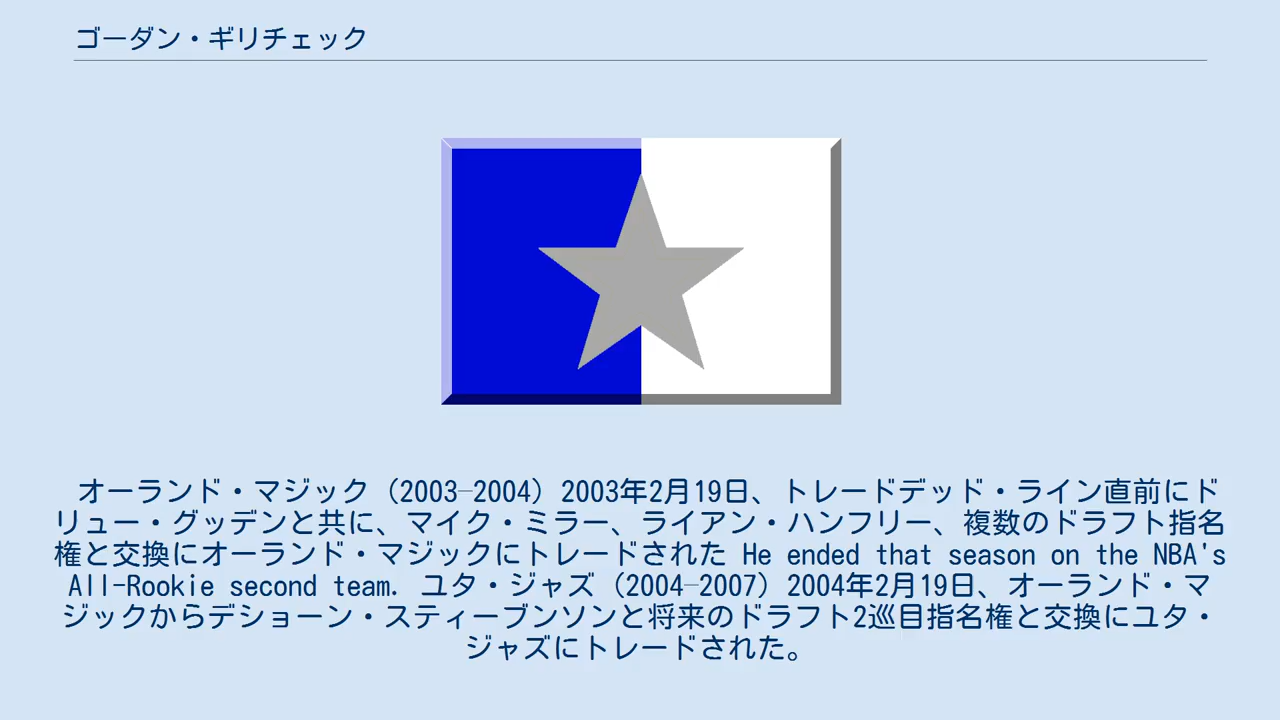 ゴーダン・ギリチェック
オーランド・マジック（2003–2004）2003年2月19日、トレードデッド・ライン直前にド
リュー・グッデンと共に、マイク・ミラー、ライアン・ハンフリー、複数のドラフト指名
権と交換にオーランド・マジックにトレードされた He ended that season on the NBA's
All-Rookie second team. ユタ・ジャズ（2004–2007）2004年2月19日、オーランド・マ
ジックからデショーン・スティーブンソンと将来のドラフト2巡目指名権と交換にユタ・
ジャズにトレードされた。